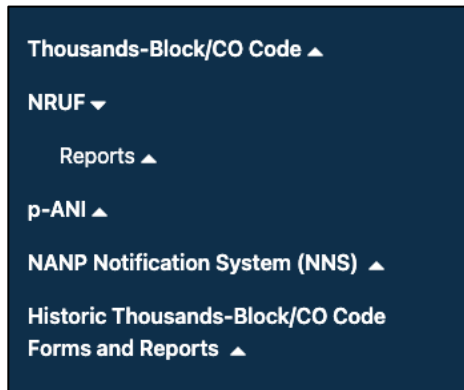 Thousands-Block/CO Code
NRUF
Reports
p-ANI
NANP Notification System (NNS)
Historic Thousands-Block/CO Code
Forms and Reports